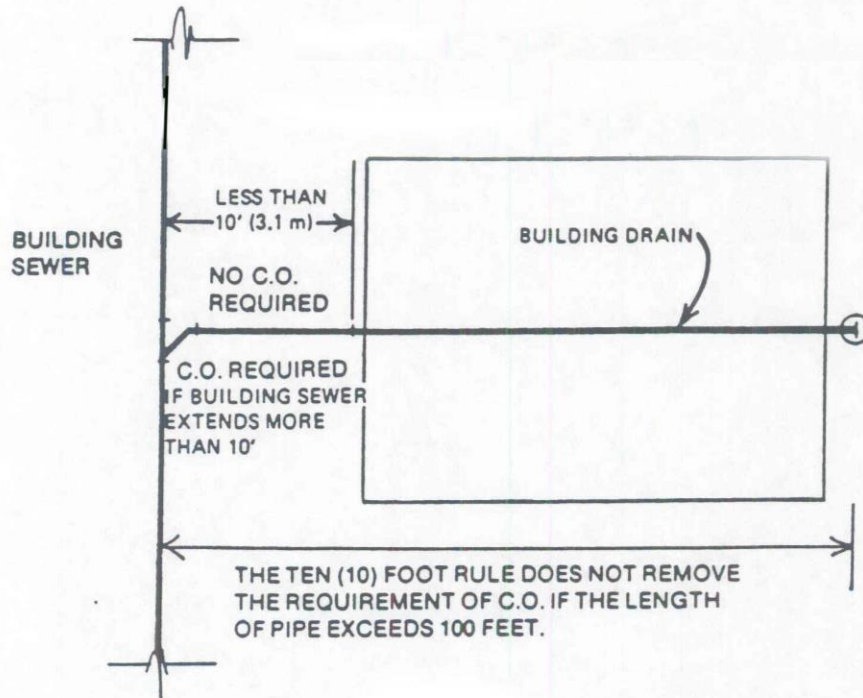 LESS THAN
10' (3.1 m)
BUILDING
SEWER
BUILDING DRAIN
NO C.O.
REQUIRED
C.O. REQUIRED
IF BUILDING SEWER
EXTENDS MORE
THAN 10'
THE TEN (10) FOOT RULE DOES NOT REMOVE
THE REQUIREMENT OF C.O. IF THE LENGTH
OF PIPE EXCEEDS 100 FEET.